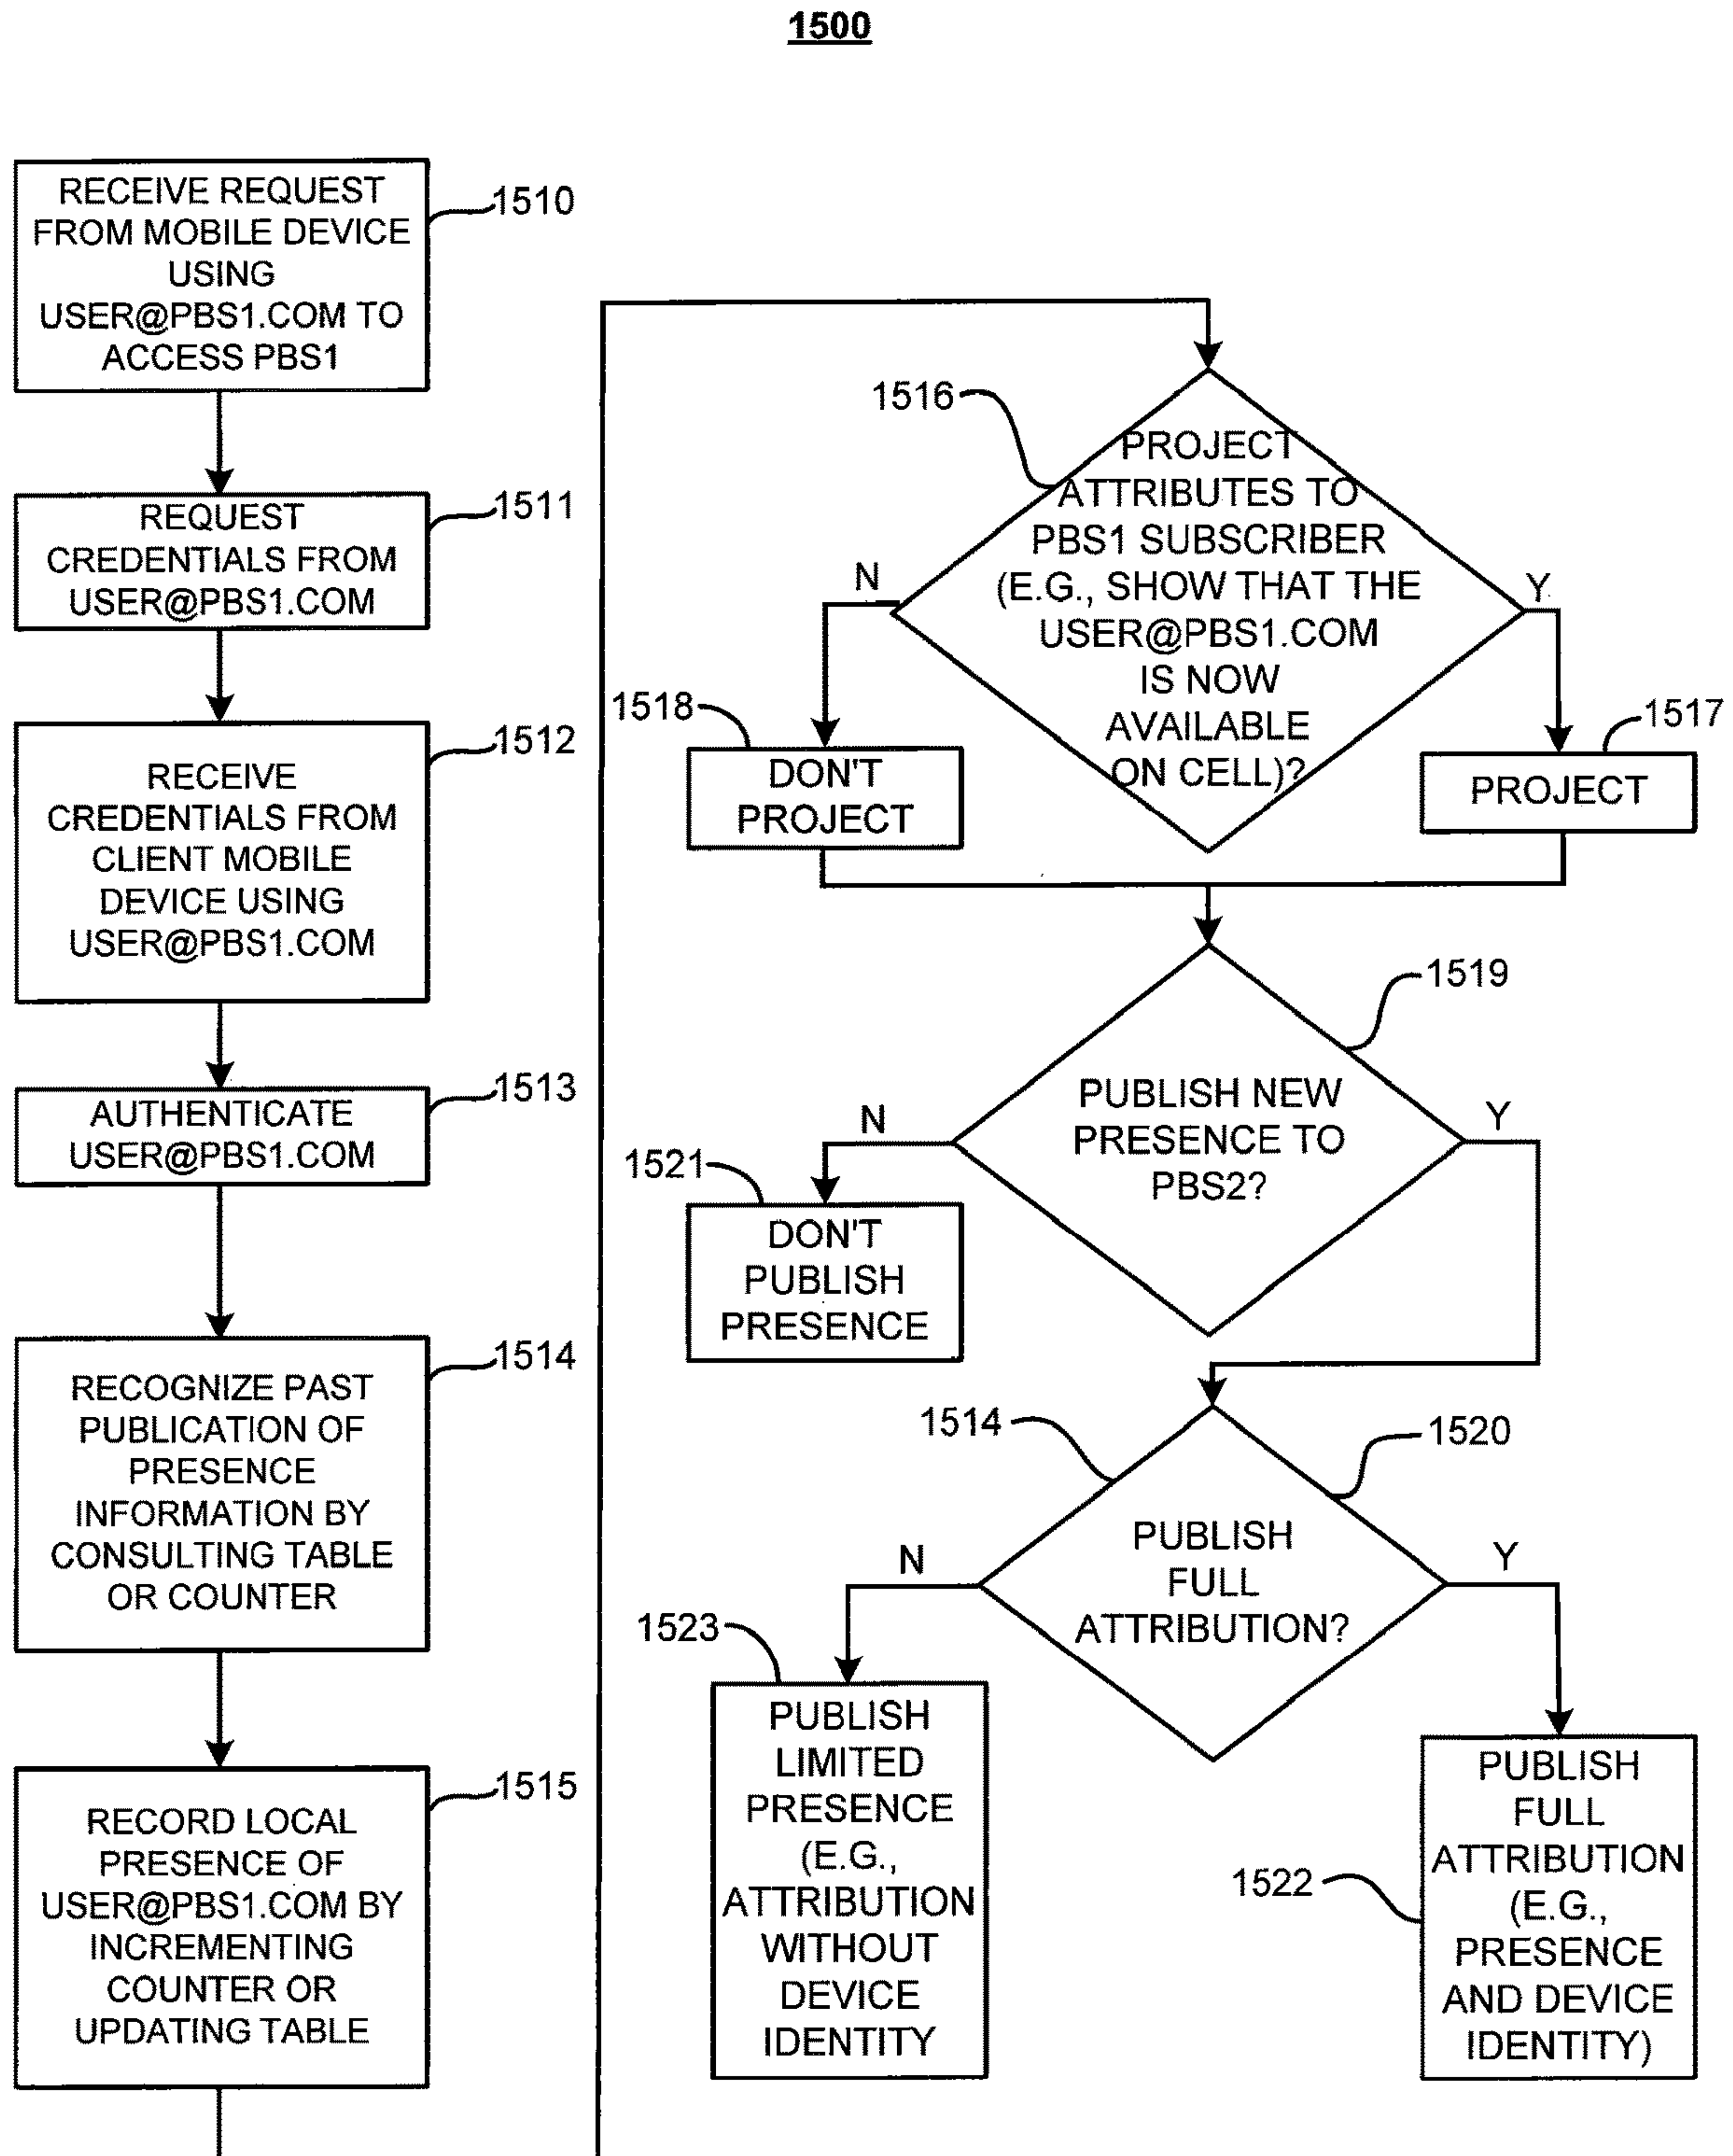 1500
RECEIVE REQUEST
FROM MOBILE DEVICE
USING
USER@PBS1.COM TO
ACCESS PBS1
1510
REQUEST
CREDENTIALS FROM
USER@PBS1.COM
1511
RECEIVE
CREDENTIALS FROM
CLIENT MOBILE
DEVICE USING
USER@PBS1.COM
1512
AUTHENTICATE
USER@PBS1.COM
1513
RECOGNIZE PAST
PUBLICATION OF
PRESENCE
INFORMATION BY
CONSULTING TABLE
OR COUNTER
1514
RECORD LOCAL
PRESENCE OF
USER@PBS1.COM BY
INCREMENTING
COUNTER OR
UPDATING TABLE
1515
1516
PROJECT
ATTRIBUTES TO
PBS1 SUBSCRIBER
(E.G., SHOW THAT THE
USER@PBS1.COM
IS NOW
AVAILABLE
ON CELL)?
N
Y
1518
DON'T
PROJECT
1517
PROJECT
1519
PUBLISH NEW
PRESENCE TO
PBS2?
N
Y
1521
DON'T
PUBLISH
PRESENCE
1514
1520
PUBLISH
FULL
ATTRIBUTION?
N
Y
1523
PUBLISH
LIMITED
PRESENCE
(E.G.,
ATTRIBUTION
WITHOUT
DEVICE
IDENTITY
1522
PUBLISH
FULL
ATTRIBUTION
(E.G.,
PRESENCE
AND DEVICE
IDENTITY)